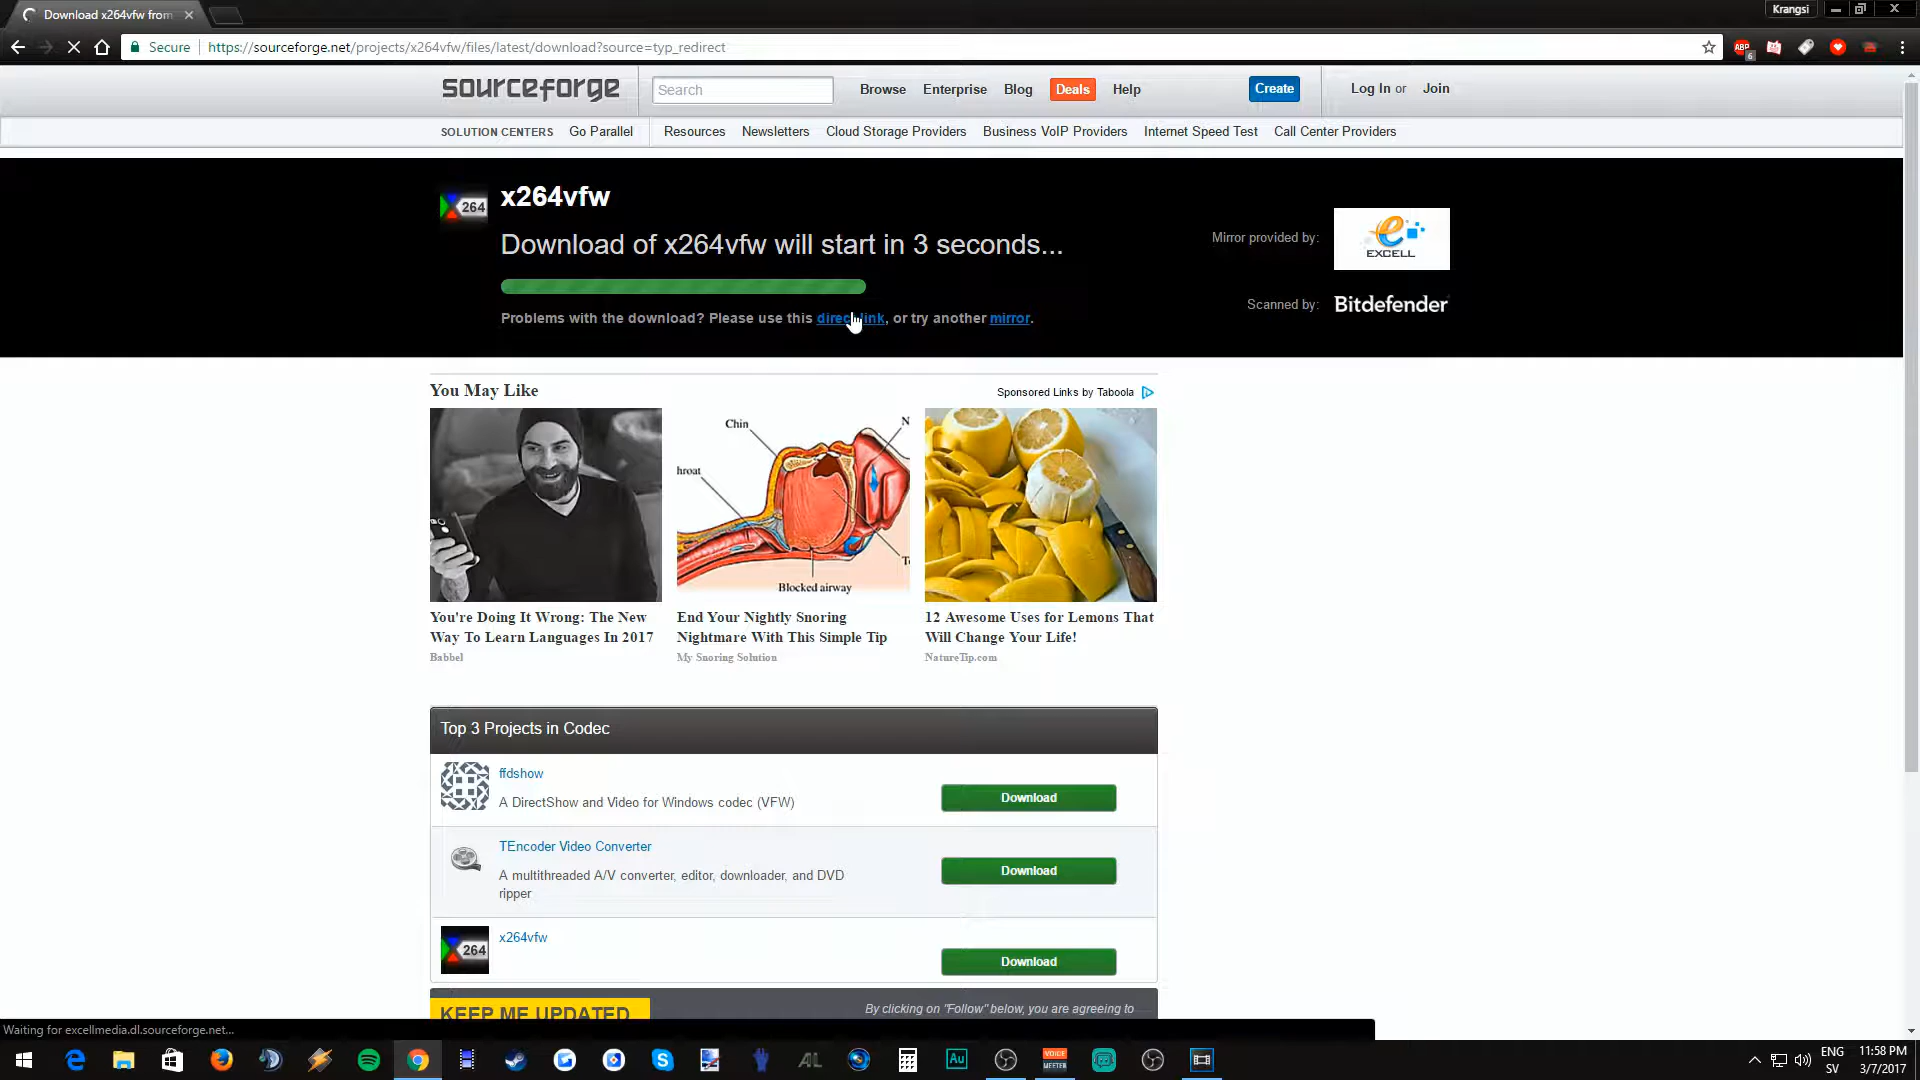 Download x264vfw from
Krangsi
Secure
https://sourceforge.net/projects/x264vfw/files/latest/download?source=typ_redirect
ABP
6
sourceforge
Search
Browse
Enterprise
Blog
Deals
Help
Create
Log In or
Join
SOLUTION CENTERS
Go Parallel
Resources
Newsletters
Cloud Storage Providers
Business VoIP Providers
Internet Speed Test
Call Center Providers
264
x264vfw
Download of x264vfw will start in 3 seconds...
Problems with the download? Please use this direct link, or try another mirror.
Mirror provided by:
EXCELL
Scanned by:
Bitdefender
You May Like
Sponsored Links by Taboola
Chin
hroat
Blocked airway
You're Doing It Wrong: The New
Way To Learn Languages In 2017
Babbel
End Your Nightly Snoring
Nightmare With This Simple Tip
My Snoring Solution
12 Awesome Uses for Lemons That
Will Change Your Life!
NatureTip.com
Top 3 Projects in Codec
ffdshow
A DirectShow and Video for Windows codec (VFW)
Download
TEncoder Video Converter
A multithreaded A/V converter, editor, downloader, and DVD
ripper
Download
264
x264vfw
Download
KEEP ME UPDATED
By clicking on "Follow" below, you are agreeing to
Waiting for excellmedia.dl.sourceforge.net...
AL
Au
VOICE
MEETER
ENG
SV
11:58 PM
3/7/2017